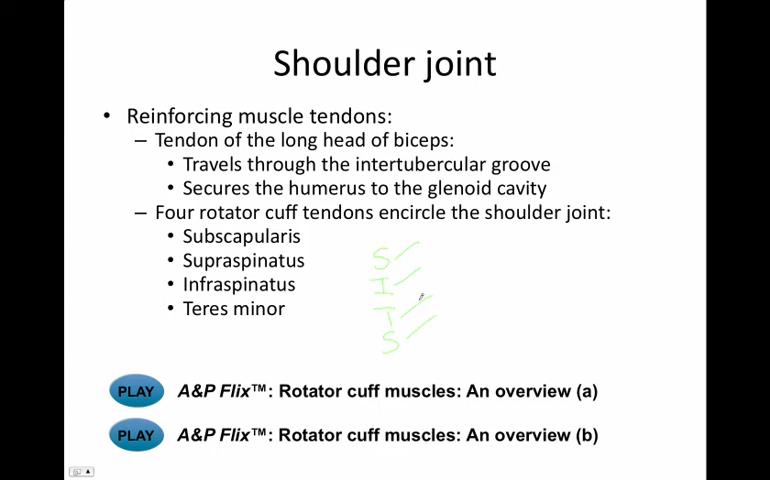 Shoulder joint
• Reinforcing muscle tendons:
– Tendon of the long head of biceps:
• Travels through the intertubercular groove
• Secures the humerus to the glenoid cavity
– Four rotator cuff tendons encircle the shoulder joint:
• Subscapularis
• Supraspinatus
• Infraspinatus
• Teres minor
S
I
T
S
PLAY A&P Flix™: Rotator cuff muscles: An overview (a)
PLAY A&P Flix™: Rotator cuff muscles: An overview (b)